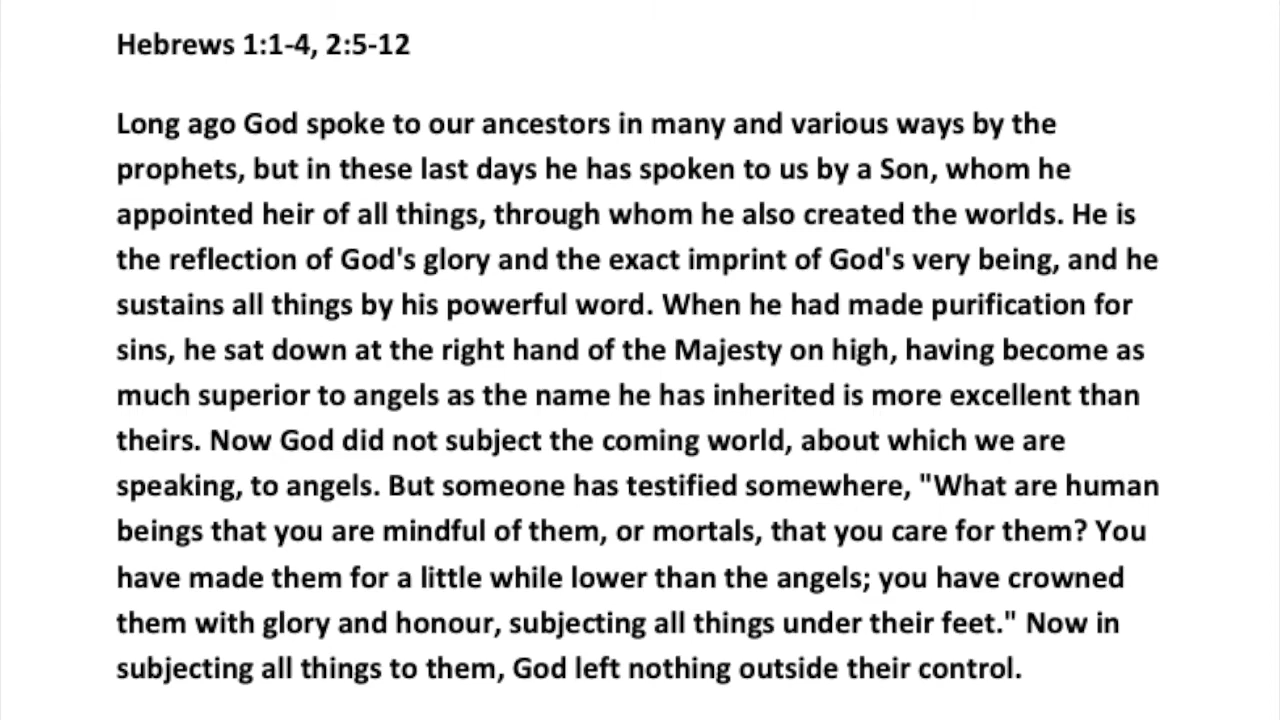 Hebrews 1:1-4, 2:5-12
Long ago God spoke to our ancestors in many and various ways by the
prophets, but in these last days he has spoken to us by a Son, whom he
appointed heir of all things, through whom he also created the worlds. He is
the reflection of God's glory and the exact imprint of God's very being, and he
sustains all things by his powerful word. When he had made purification for
sins, he sat down at the right hand of the Majesty on high, having become as
much superior to angels as the name he has inherited is more excellent than
theirs. Now God did not subject the coming world, about which we are
speaking, to angels. But someone has testified somewhere, "What are human
beings that you are mindful of them, or mortals, that you care for them? You
have made them for a little while lower than the angels; you have crowned
them with glory and honour, subjecting all things under their feet." Now in
subjecting all things to them, God left nothing outside their control.